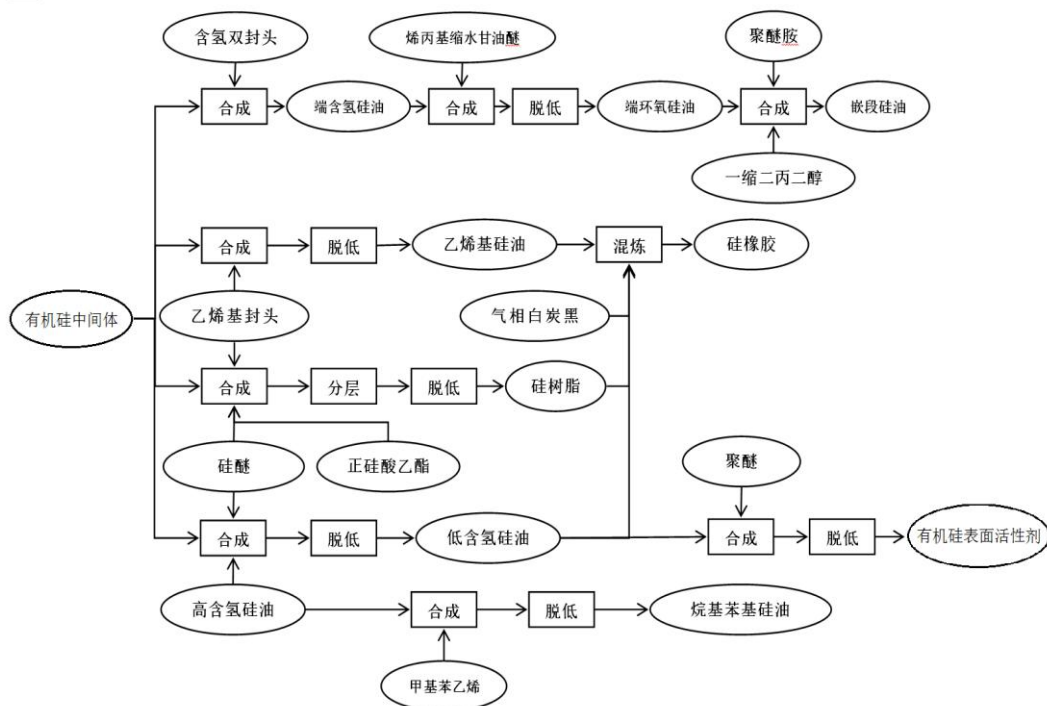 含氢双封头
烯丙基缩水甘油醚
聚醚胺
合成
端含氢硅油
合成
脱低
端环氧硅油
合成
嵌段硅油
一缩二丙二醇
合成
脱低
乙烯基硅油
混炼
硅橡胶
有机硅中间体
乙烯基封头
气相白炭黑
合成
分层
脱低
硅树脂
硅醚
正硅酸乙酯
聚醚
合成
脱低
低含氢硅油
合成
脱低
有机硅表面活性剂
高含氢硅油
合成
脱低
烷基苯基硅油
甲基苯乙烯